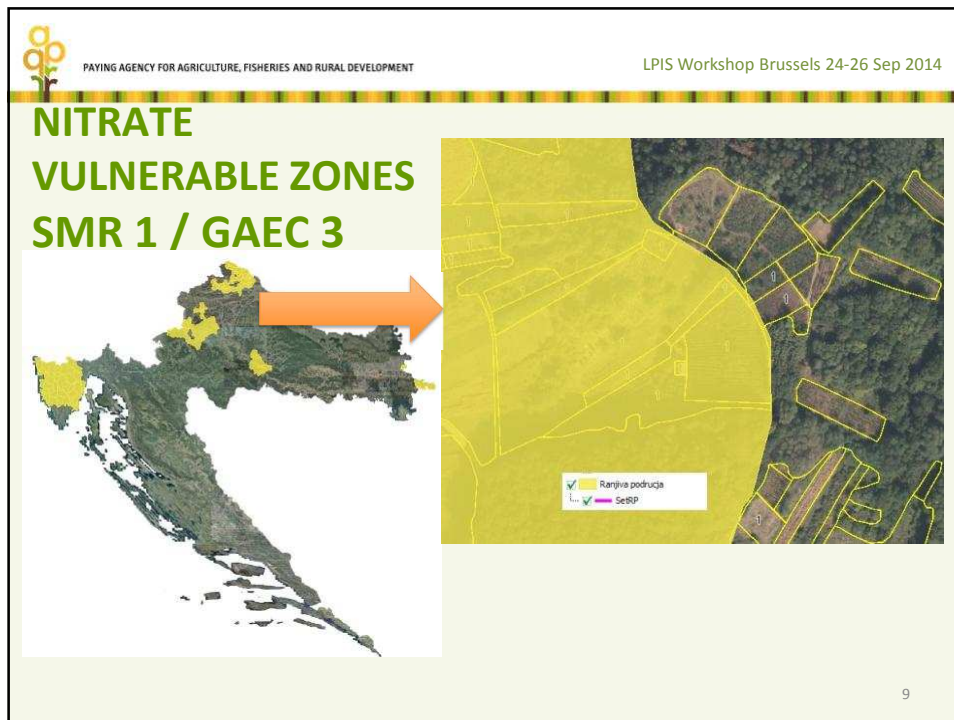 PAYING AGENCY FOR AGRICULTURE, FISHERIES AND RURAL DEVELOPMENT
LPIS Workshop Brussels 24-26 Sep 2014
NITRATE
VULNERABLE ZONES
SMR 1 / GAEC 3
Ranjiva podrucja
SetRP
9